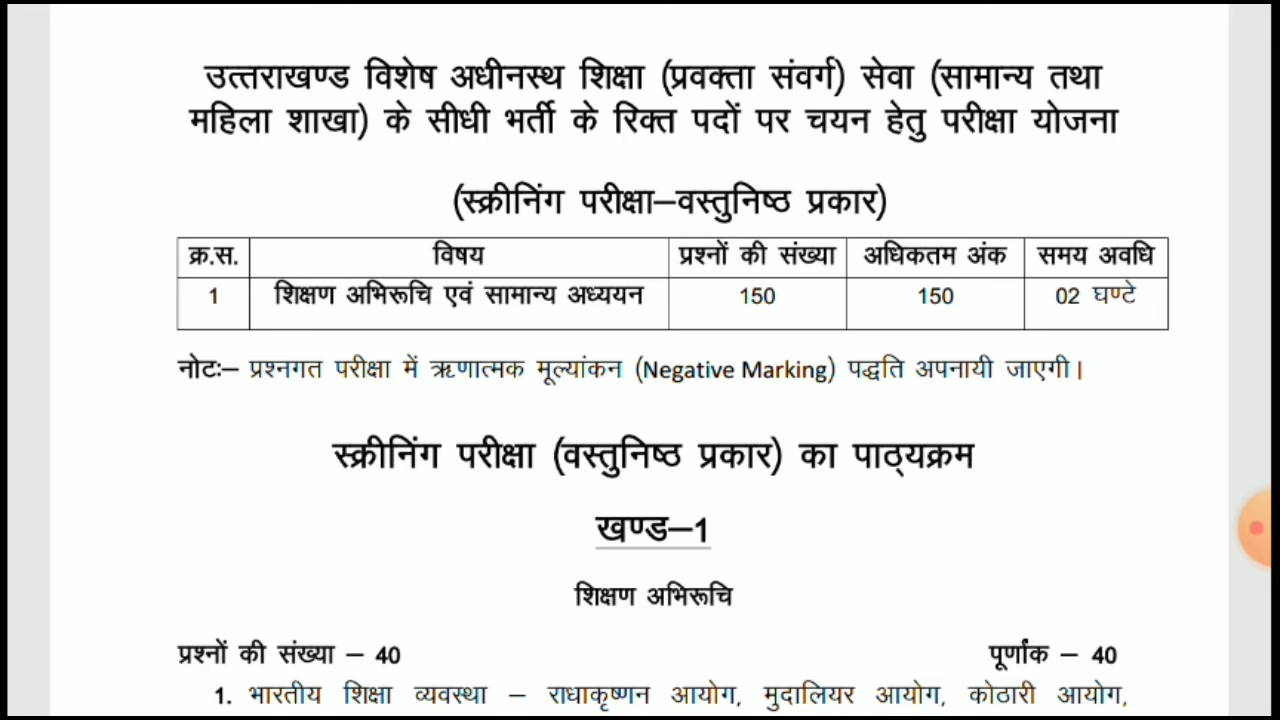 उत्तराखण्ड विशेष अधीनस्थ शिक्षा (प्रवक्ता संवर्ग) सेवा (सामान्य तथा
महिला शाखा) के सीधी भर्ती के रिक्त पदों पर चयन हेतु परीक्षा योजना
(स्क्रीनिंग परीक्षा–वस्तुनिष्ठ प्रकार)
क्र.स. विषय प्रश्नों की संख्या अधिकतम अंक समय अवधि
1 शिक्षण अभिरूचि एवं सामान्य अध्ययन 150 150 02 घण्टे
नोटः– प्रश्नगत परीक्षा में ऋणात्मक मूल्यांकन (Negative Marking) पद्धति अपनायी जाएगी।
स्क्रीनिंग परीक्षा (वस्तुनिष्ठ प्रकार) का पाठ्यक्रम
खण्ड–1
शिक्षण अभिरूचि
प्रश्नों की संख्या – 40 पूर्णांक – 40
1. भारतीय शिक्षा व्यवस्था – राधाकृष्णन आयोग, मुदालियर आयोग, कोठारी आयोग,